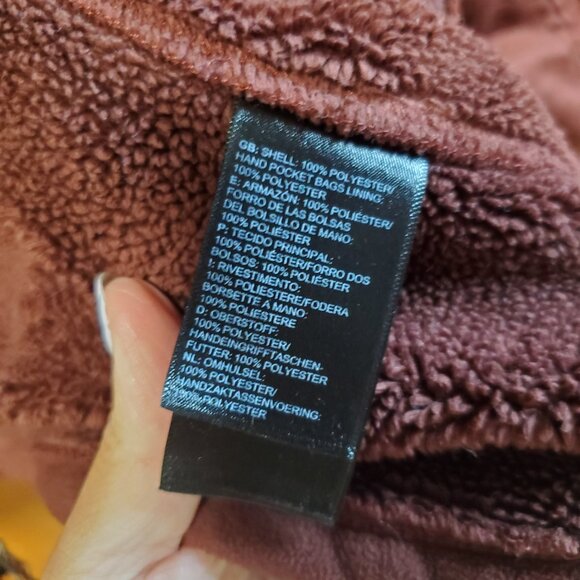 GB; SHELL: 100% POLYESTER/
HAND POCKET BAGS LINING:
100% POLYESTER
E: ARMAZÓN: 100% POLIÉSTER/
FORRO DE LAS BOLSAS
DEL BOLSILLO DE MANO:
100% POLIÉSTER
P: TECIDO PRINCIPAL:
100% POLIÉSTER/FORRO DOS
BOLSOS: 100% POLIÉSTER
I: RIVESTIMENTO:
100% POLIESTERE/FODERA
BORSETTE A MANO:
100% POLIESTERE
D: OBERSTOFF:
100% POLYESTER/
HANDEINGRIFFTASCHEN-
FUTTER: 100% POLYESTER
NL: OMHULSEL:
100% POLYESTER/
HANDZAKTASSENVOERING:
100% POLYESTER